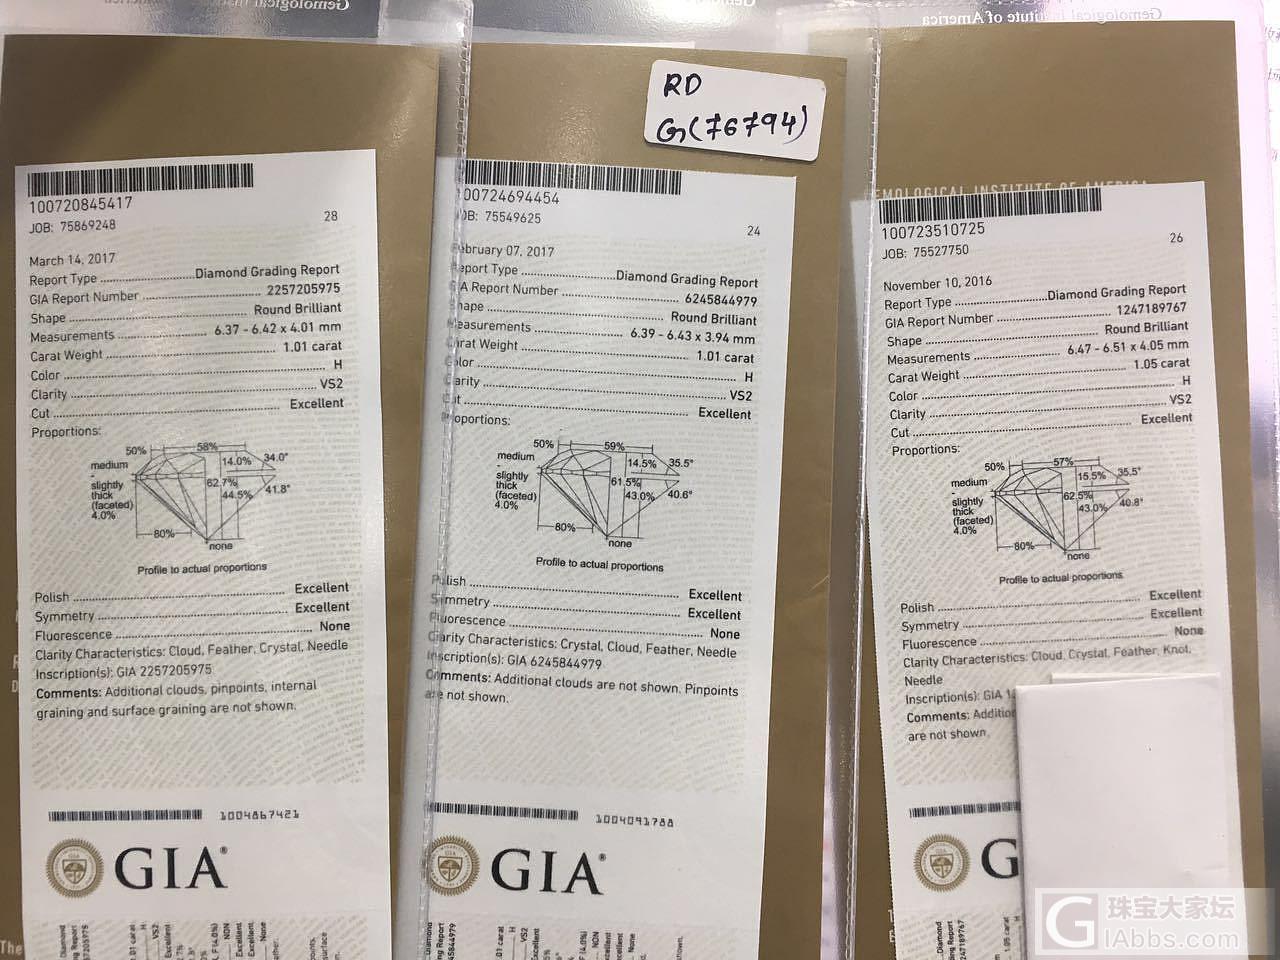 Gemological Institute of America
RD
G(76794)
100720845417
JOB: 75869248
28
March 14, 2017
Report Type Diamond Grading Report
GIA Report Number 2257205975
Shape Round Brilliant
Measurements 6.37 - 6.42 x 4.01 mm
Carat Weight 1.01 carat
Color H
Clarity VS2
Cut Excellent
Proportions:
50%
58%
medium
-
slightly
thick
(faceted)
4.0%
14.0%
34.0°
62.7%
44.5%
41.8°
80%
none
Profile to actual proportions
Polish Excellent
Symmetry Excellent
Fluorescence None
Clarity Characteristics: Cloud, Feather, Crystal, Needle
Inscription(s): GIA 2257205975
Comments: Additional clouds, pinpoints, internal
graining and surface graining are not shown.
1004867421
GIA®
100724694454
JOB: 75549625
24
February 07, 2017
Report Type Diamond Grading Report
GIA Report Number 6245844979
Shape Round Brilliant
Measurements 6.39 - 6.43 x 3.94 mm
Carat Weight 1.01 carat
Color H
Clarity VS2
Cut Excellent
Proportions:
50%
59%
medium
-
slightly
thick
(faceted)
4.0%
14.5%
35.5°
61.5%
43.0%
40.6°
80%
none
Profile to actual proportions
Polish Excellent
Symmetry Excellent
Fluorescence None
Clarity Characteristics: Crystal, Cloud, Feather, Needle
Inscription(s): GIA 6245844979
Comments: Additional clouds are not shown. Pinpoints
are not shown.
1004091788
GIA®
GEMOLOGICAL INSTITUTE OF AMERICA
100723510725
JOB: 75527750
26
November 10, 2016
Report Type Diamond Grading Report
GIA Report Number 1247189767
Shape Round Brilliant
Measurements 6.47 - 6.51 x 4.05 mm
Carat Weight 1.05 carat
Color H
Clarity VS2
Cut Excellent
Proportions:
50%
57%
medium
-
slightly
thick
(faceted)
4.0%
15.5%
35.5°
62.5%
43.0%
40.8°
80%
none
Profile to actual proportions
Polish Excellent
Symmetry Excellent
Fluorescence None
Clarity Characteristics: Cloud, Crystal, Feather, Knot,
Needle
Inscription(s): GIA
Comments:
are not shown.
G
The
珠宝大家坛
GIAbbs.com